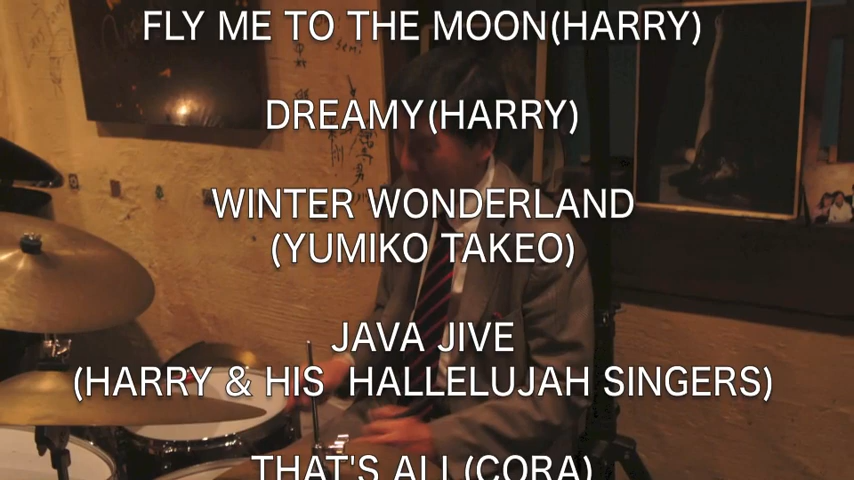 FLY ME TO THE MOON(HARRY)
DREAMY(HARRY)
WINTER WONDERLAND
(YUMIKO TAKEO)
JAVA JIVE
(HARRY & HIS  HALLELUJAH SINGERS)
THAT'S ALL(CORA)